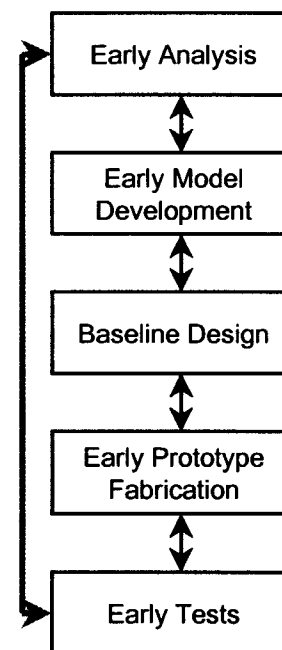 Early Analysis
Early Model
Development
Baseline Design
Early Prototype
Fabrication
Early Tests